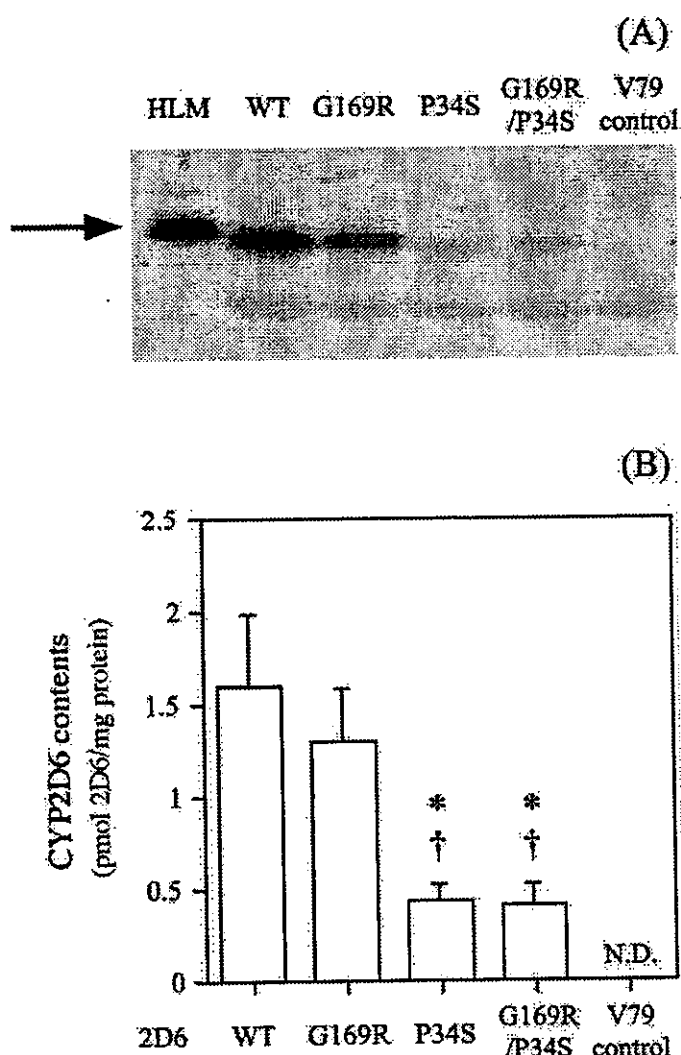 (A)
HLM WT G169R P34S G169R /P34S V79 control
(B)
CYP2D6 contents
(pmol 2D6/mg protein)
2.5
2
1.5
1
0.5
0
* *
† †
N.D.
2D6 WT G169R P34S G169R /P34S V79 control